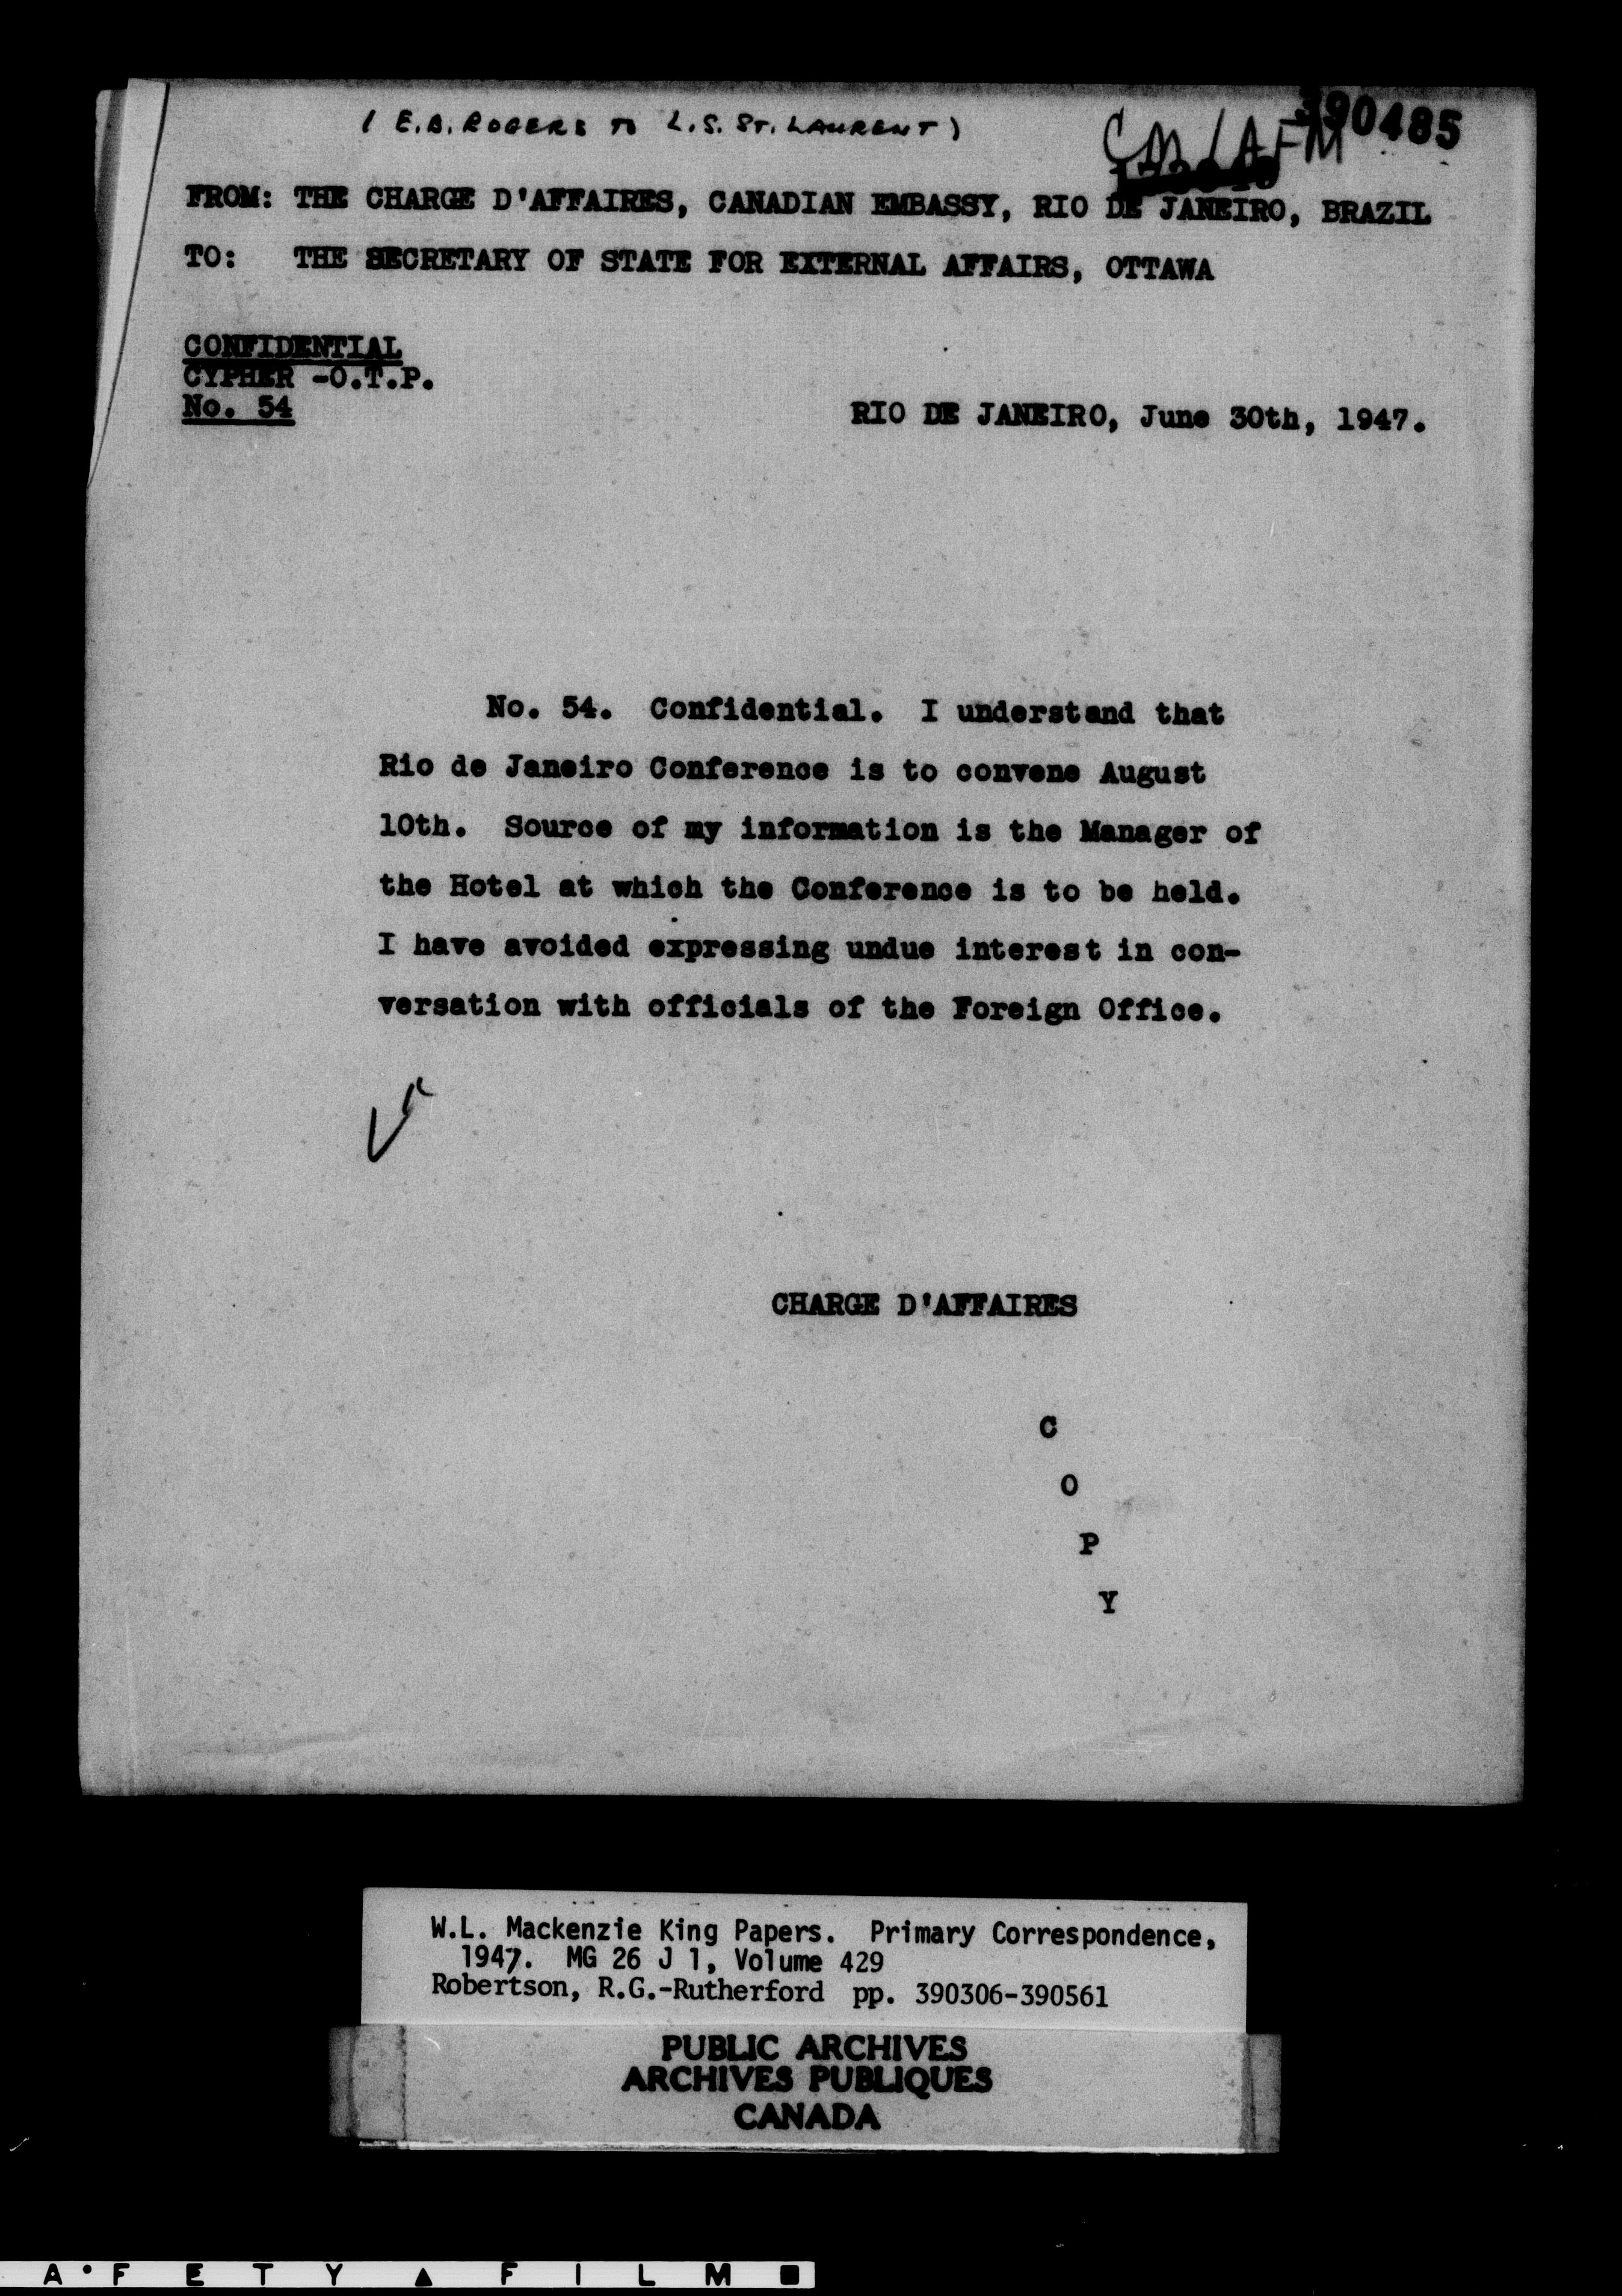 (E.B. ROGERS TO L.S. ST. LAURENT)
390485
FROM: THE CHARGE D'AFFAIRES, CANADIAN EMBASSY, RIO DE JANEIRO, BRAZIL
TO: THE SECRETARY OF STATE FOR EXTERNAL AFFAIRS, OTTAWA
CONFIDENTIAL
CYPHER -O.T.P.
No. 54
RIO DE JANEIRO, June 30th, 1947.
No. 54. Confidential. I understand that
Rio de Janeiro Conference is to convene August
10th. Source of my information is the Manager of
the Hotel at which the Conference is to be held.
I have avoided expressing undue interest in con-
versation with officials of the Foreign Office.
CHARGE D'AFFAIRES
C
O
P
Y
W.L. Mackenzie King Papers. Primary Correspondence,
1947. MG 26 J 1, Volume 429
Robertson, R.G.-Rutherford pp. 390306-390561
PUBLIC ARCHIVES
ARCHIVES PUBLIQUES
CANADA
A FETY ▲ FILM ■